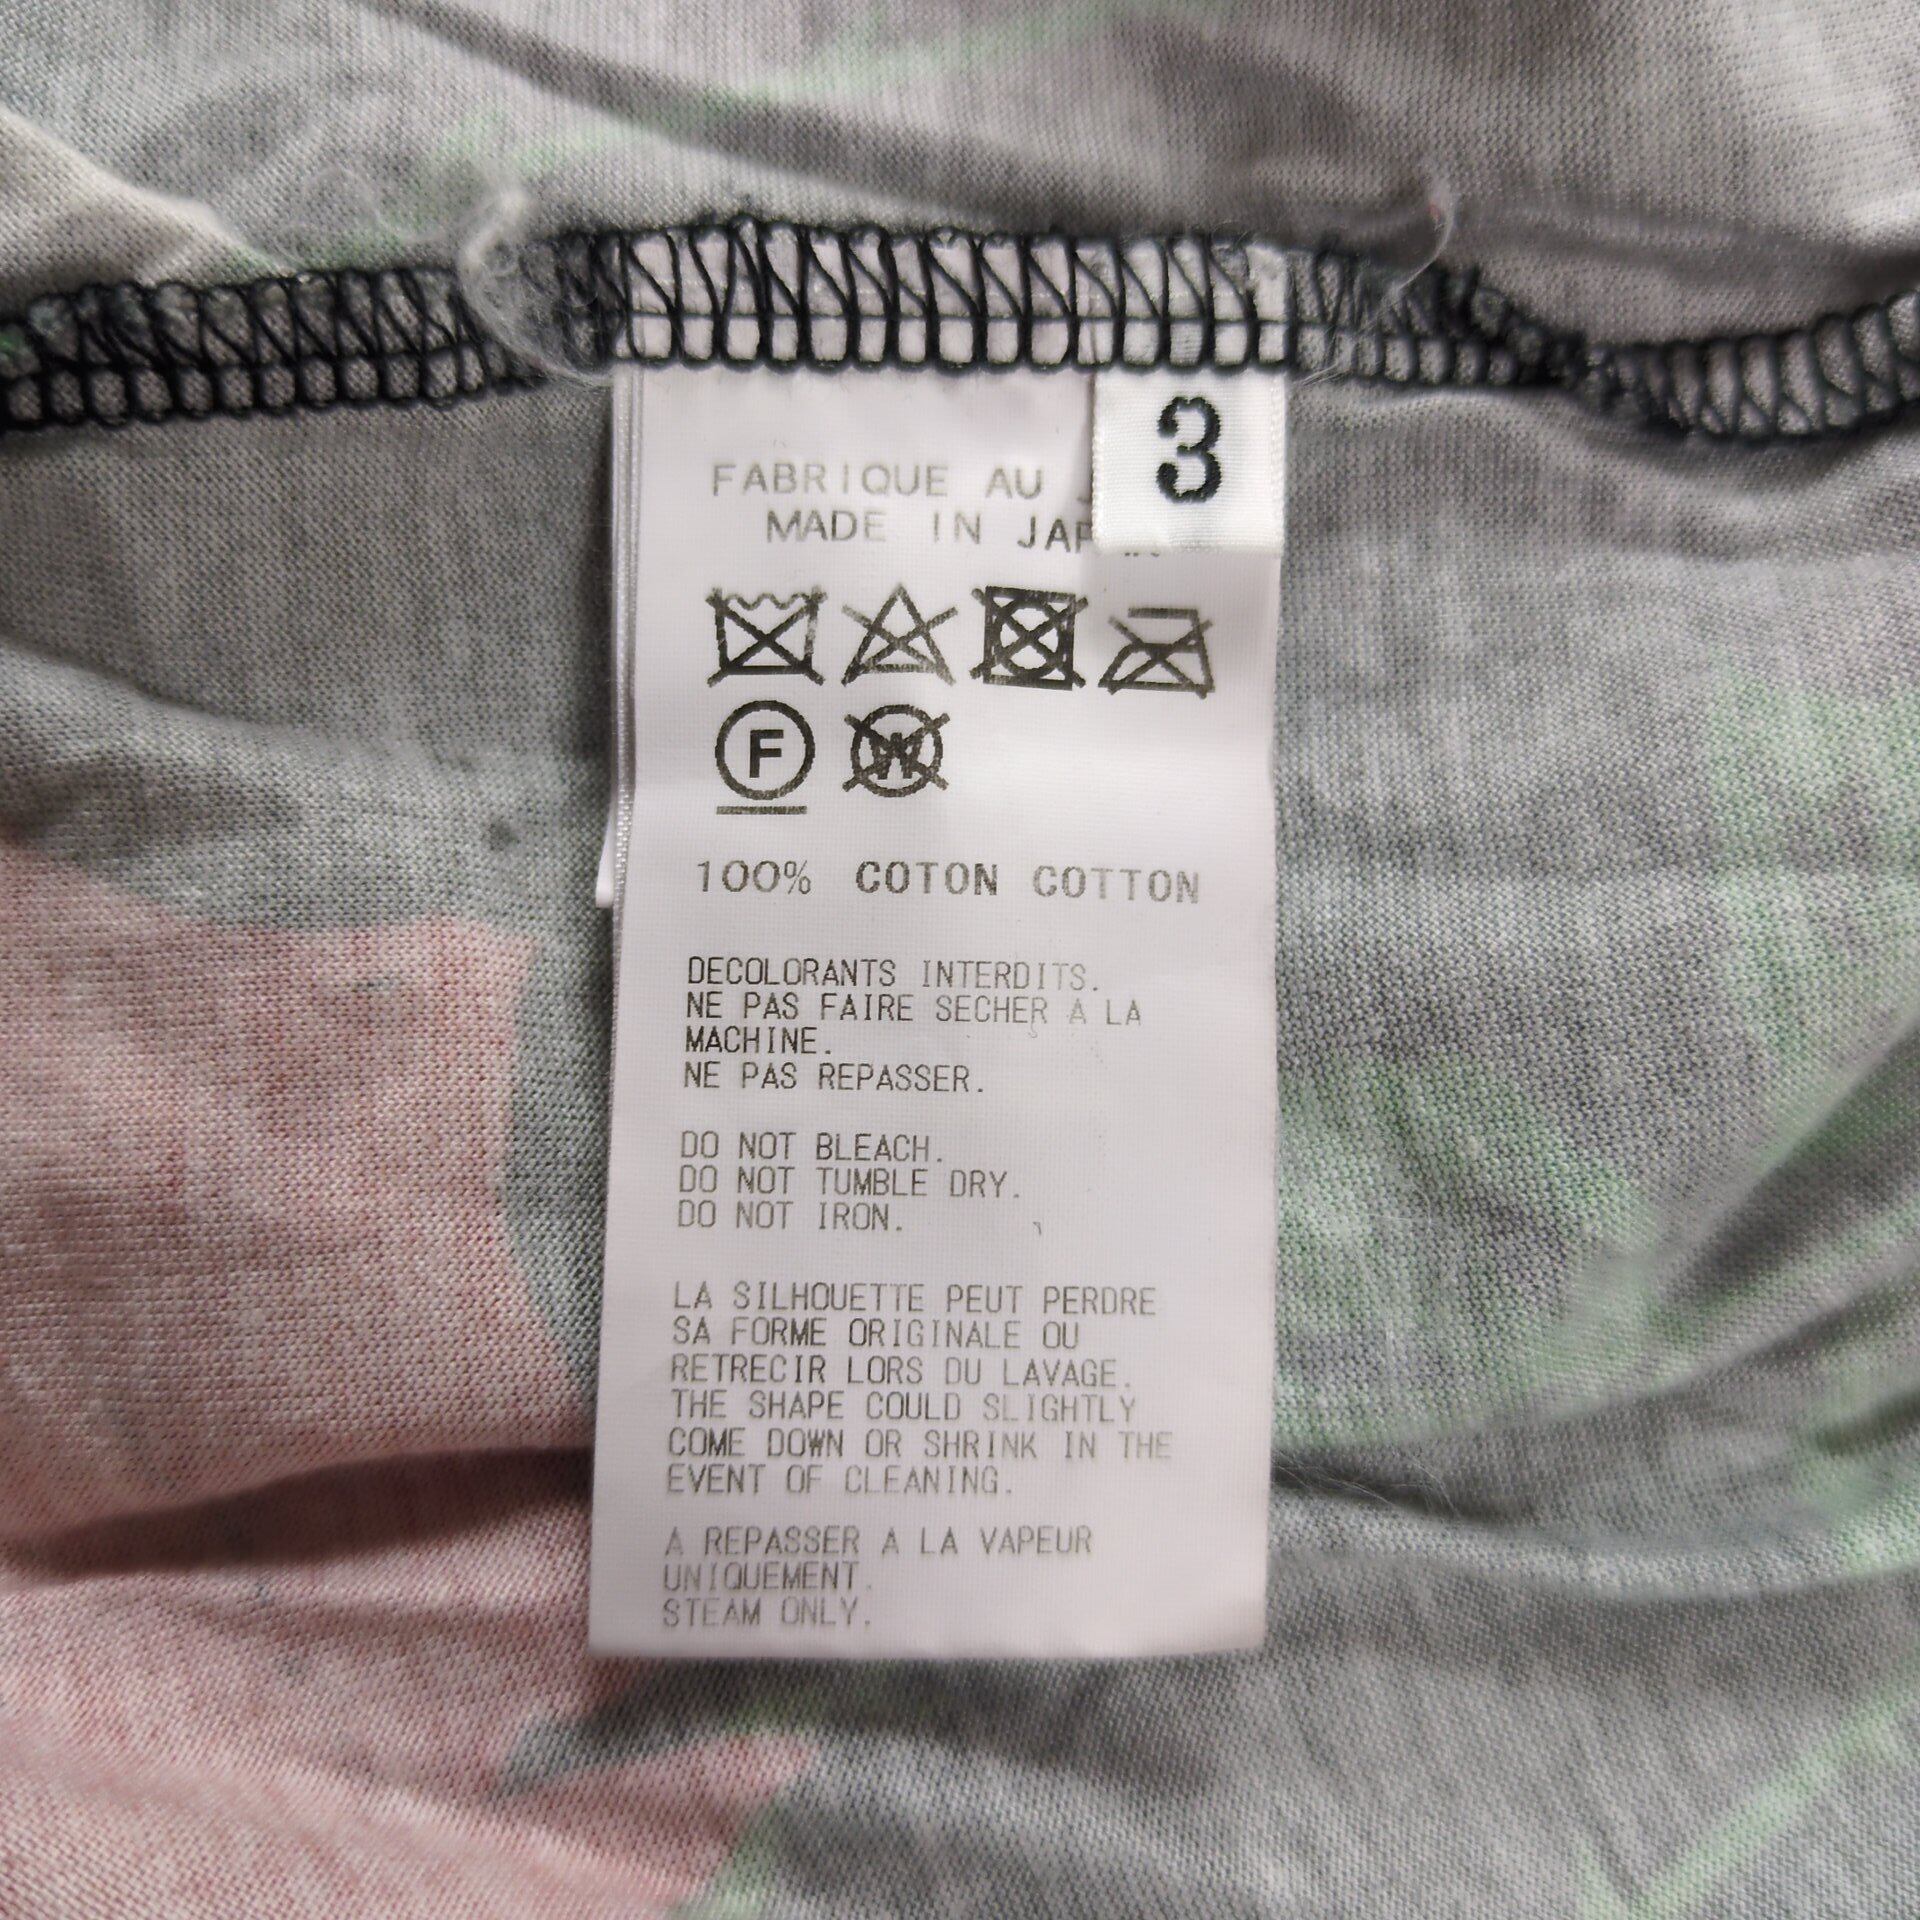 3
FABRIQUE AU
MADE IN
F
W
100% COTON COTTON
DECOLORANTS INTERDITS.
NE PAS FAIRE SECHER A LA
MACHINE.
NE PAS REPASSER.
DO NOT BLEACH.
DO NOT TUMBLE DRY.
DO NOT IRON.
LA SILHOUETTE PEUT PERDRE
SA FORME ORIGINALE OU
RETRECIR LORS DU LAVAGE.
THE SHAPE COULD SLIGHTLY
COME DOWN OR SHRINK IN THE
EVENT OF CLEANING.
A REPASSER A LA VAPEUR
UNIQUEMENT.
STEAM ONLY.